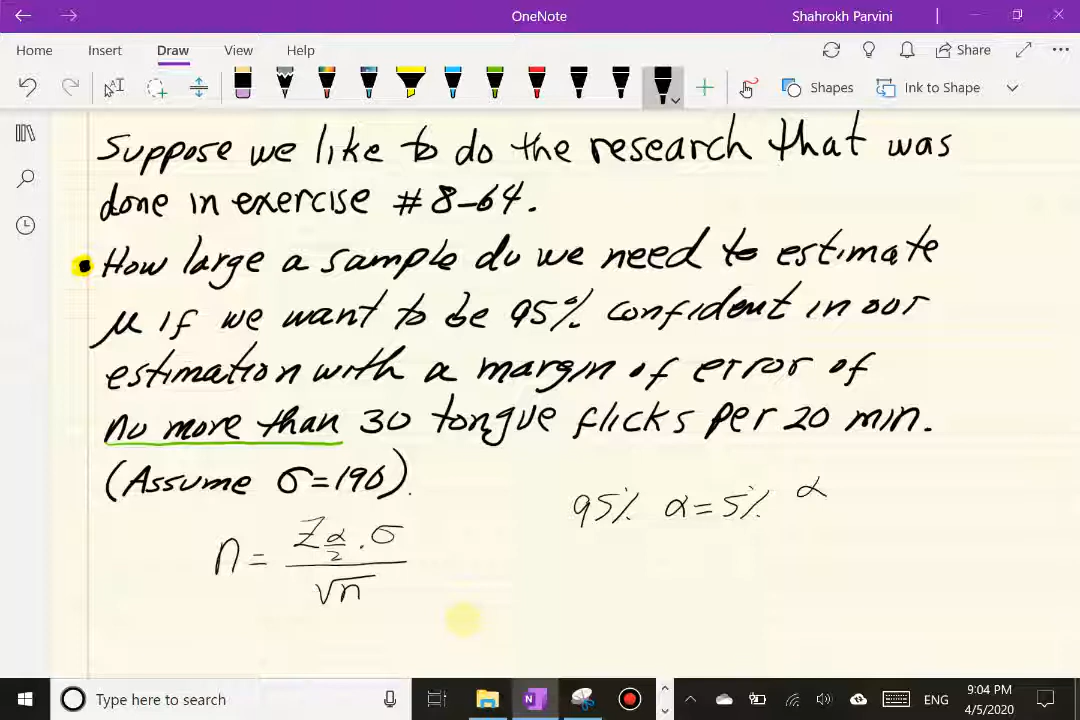 OneNote
Shahrokh Parvini
Home Insert Draw View Help
Share
Shapes
Ink to Shape
Suppose we like to do the research that was
done in exercise #8-64.
How large a sample do we need to estimate
μ if we want to be 95% confident in our
estimation with a margin of error of
no more than 30 tongue flicks per 20 min.
(Assume σ=190).
95% α=5% α
n = Zα/2 . σ / √n
Type here to search
ENG
9:04 PM
4/5/2020